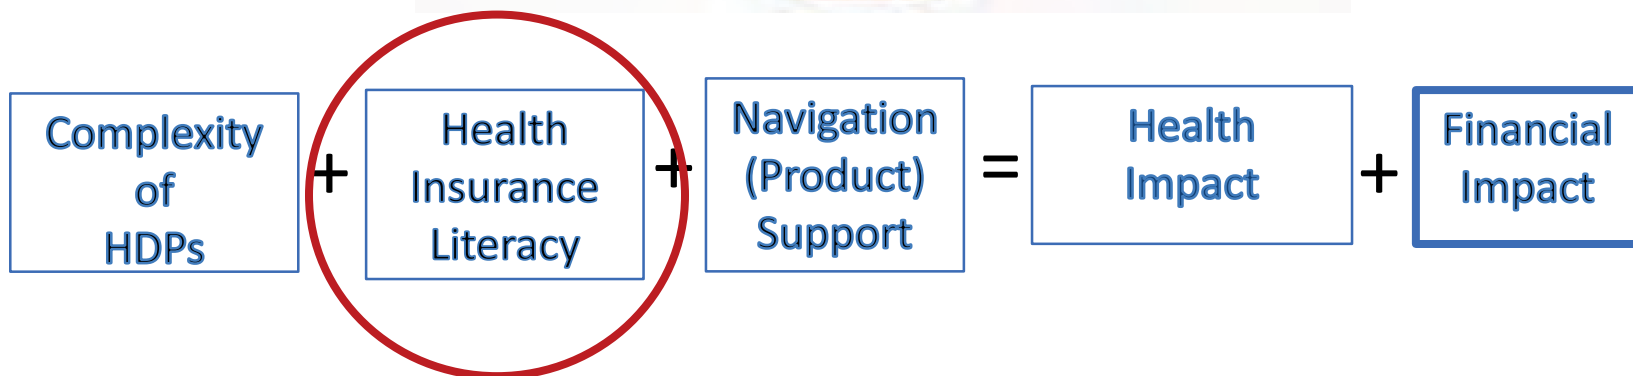 Complexity
of
HDPs
+
Health
Insurance
Literacy
+
Navigation
(Product)
Support
=
Health
Impact
+
Financial
Impact